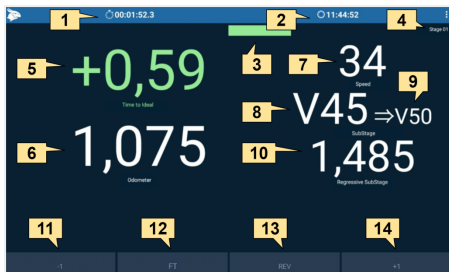 1 00:01:52.3 2 11:44:52 4
Stage 01
3
5 +0,59 7 34 9
Time to Ideal Speed
8 V45 ⇒V50
SubStage
6 1,075 10 1,485
Odometer Regressive SubStage
11 12 13 14
-1 FT REV +1